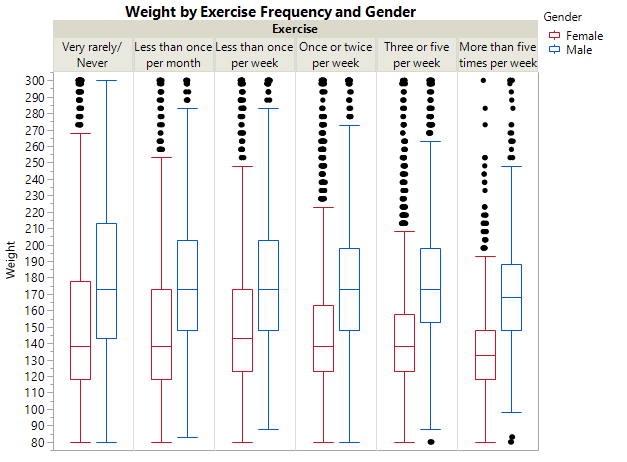 Weight by Exercise Frequency and Gender
Exercise
Very rarely/
Never
Less than once
per month
Less than once
per week
Once or twice
per week
Three or five
per week
More than five
times per week
Gender
Female
Male
Weight
300
290
280
270
260
250
240
230
220
210
200
190
180
170
160
150
140
130
120
110
100
90
80